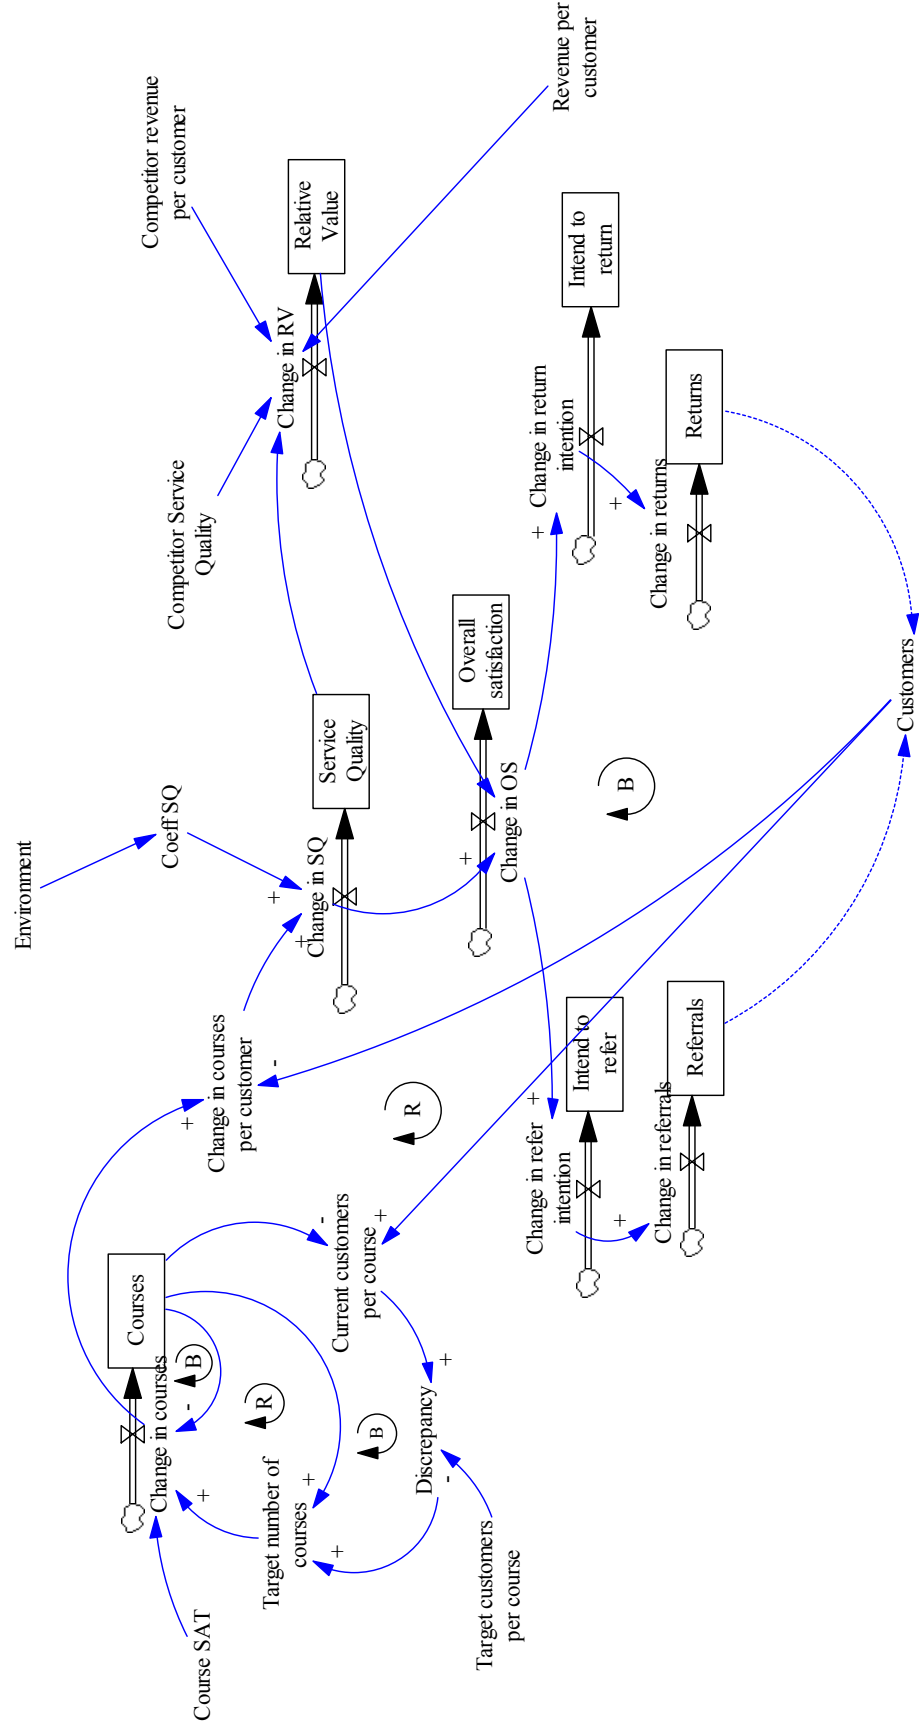 Environment
Coeff SQ
+
Change in SQ
+
Service
Quality
Competitor Service
Quality
Competitor revenue
per customer
Change in RV
Relative
Value
Revenue per
customer
Course SAT
Change in courses
-
Courses
B
+
R
Target number of
courses
+
+
B
Discrepancy
-
+
Target customers
per course
Current customers
per course
-
+
+
Change in courses
per customer
-
R
+
Change in OS
Overall
satisfaction
B
+
Change in refer
intention
Intend to
refer
+
Change in referrals
Referrals
+
Change in return
intention
Intend to
return
+
Change in returns
Returns
Customers